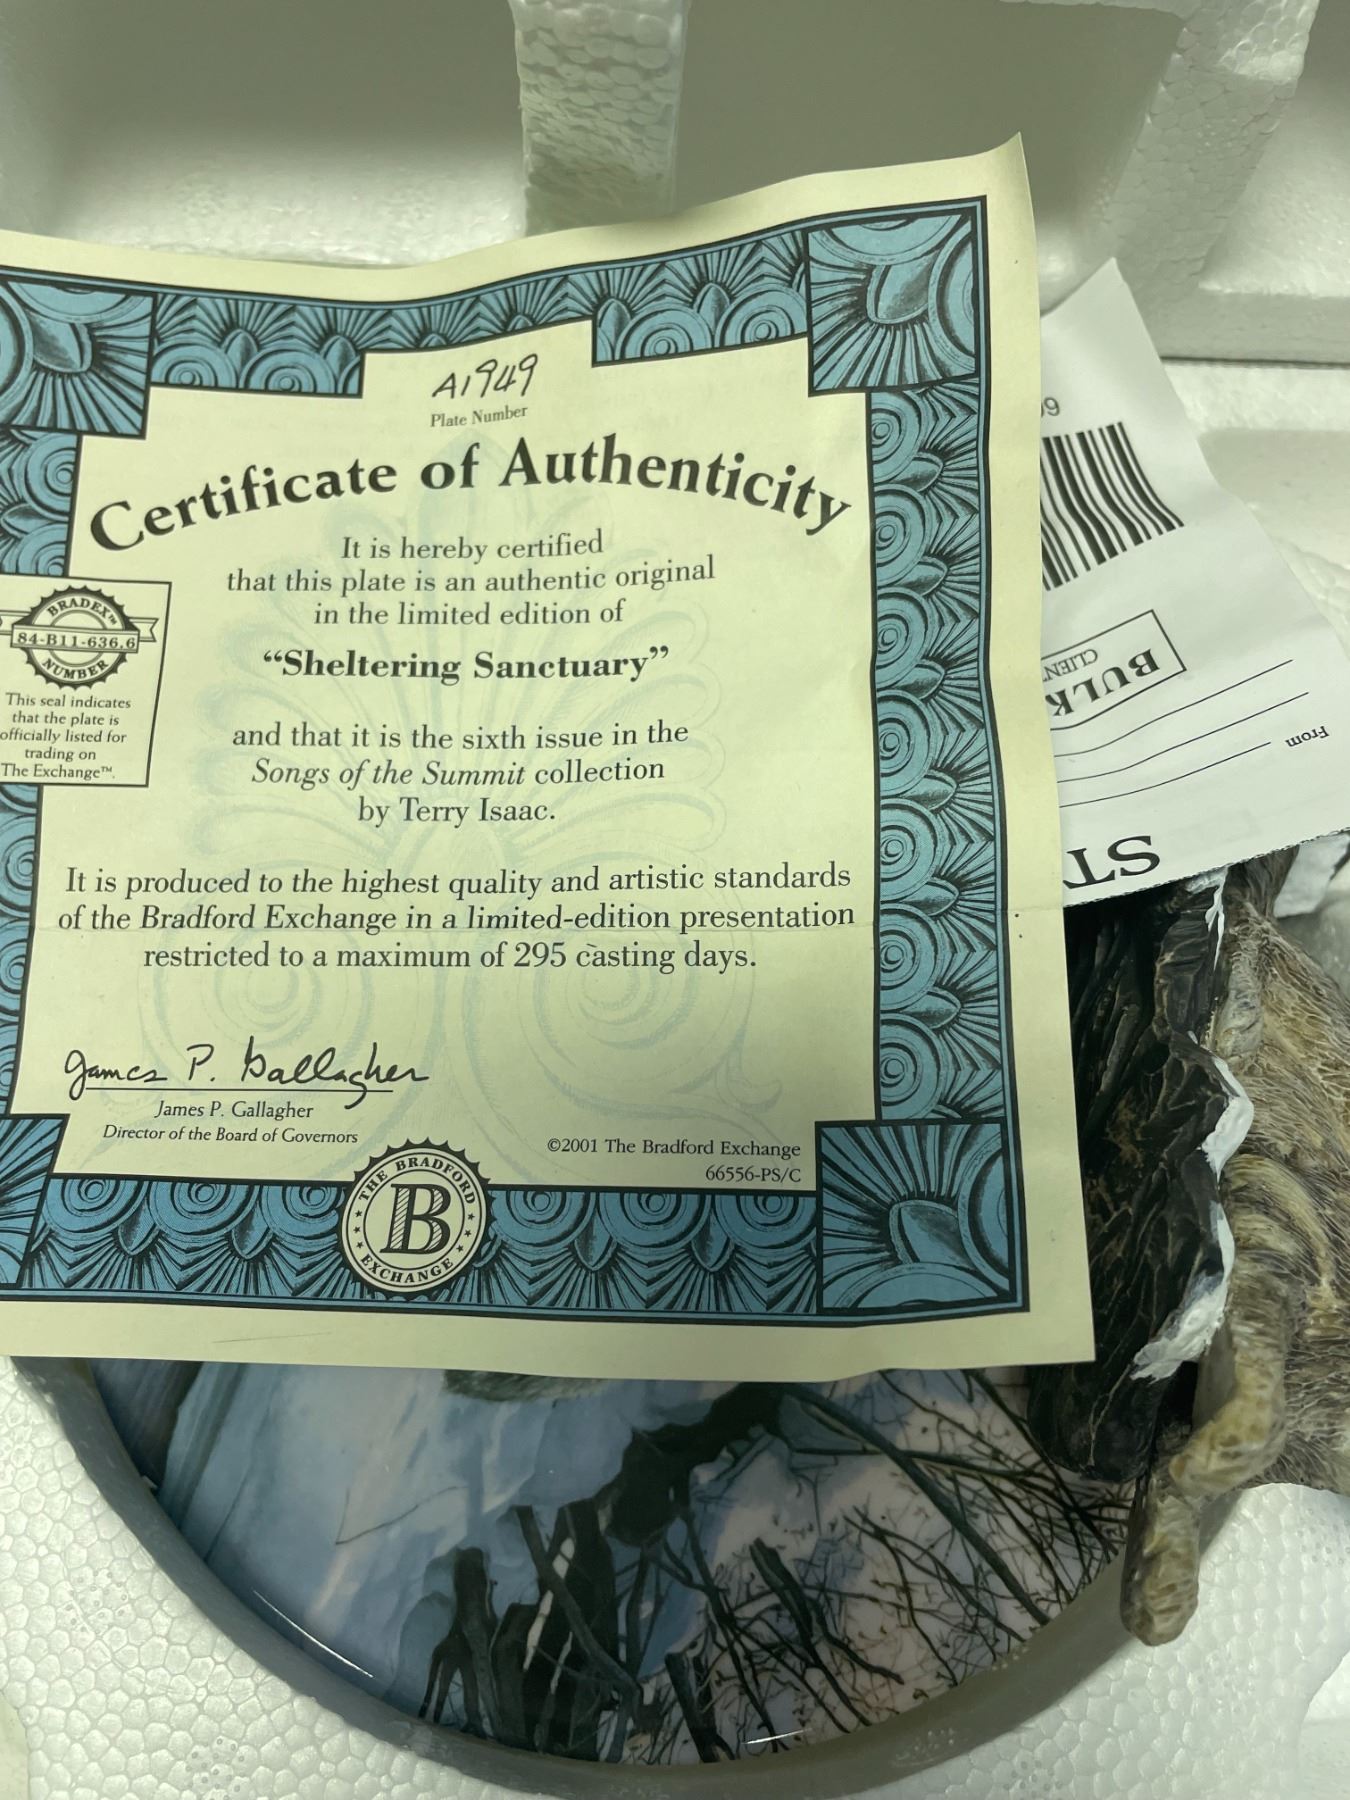 A1949
Plate Number
Certificate of Authenticity
It is hereby certified
that this plate is an authentic original
in the limited edition of
“Sheltering Sanctuary”
and that it is the sixth issue in the
Songs of the Summit collection
by Terry Isaac.
It is produced to the highest quality and artistic standards
of the Bradford Exchange in a limited-edition presentation
restricted to a maximum of 295 casting days.
BRADEX™
84-B11-636.6
NUMBER
This seal indicates
that the plate is
officially listed for
trading on
The Exchange™.
James P. Gallagher
James P. Gallagher
Director of the Board of Governors
©2001 The Bradford Exchange
66556-PS/C
THE BRADFORD
B
EXCHANGE
BULK
CLIENT
From
ST